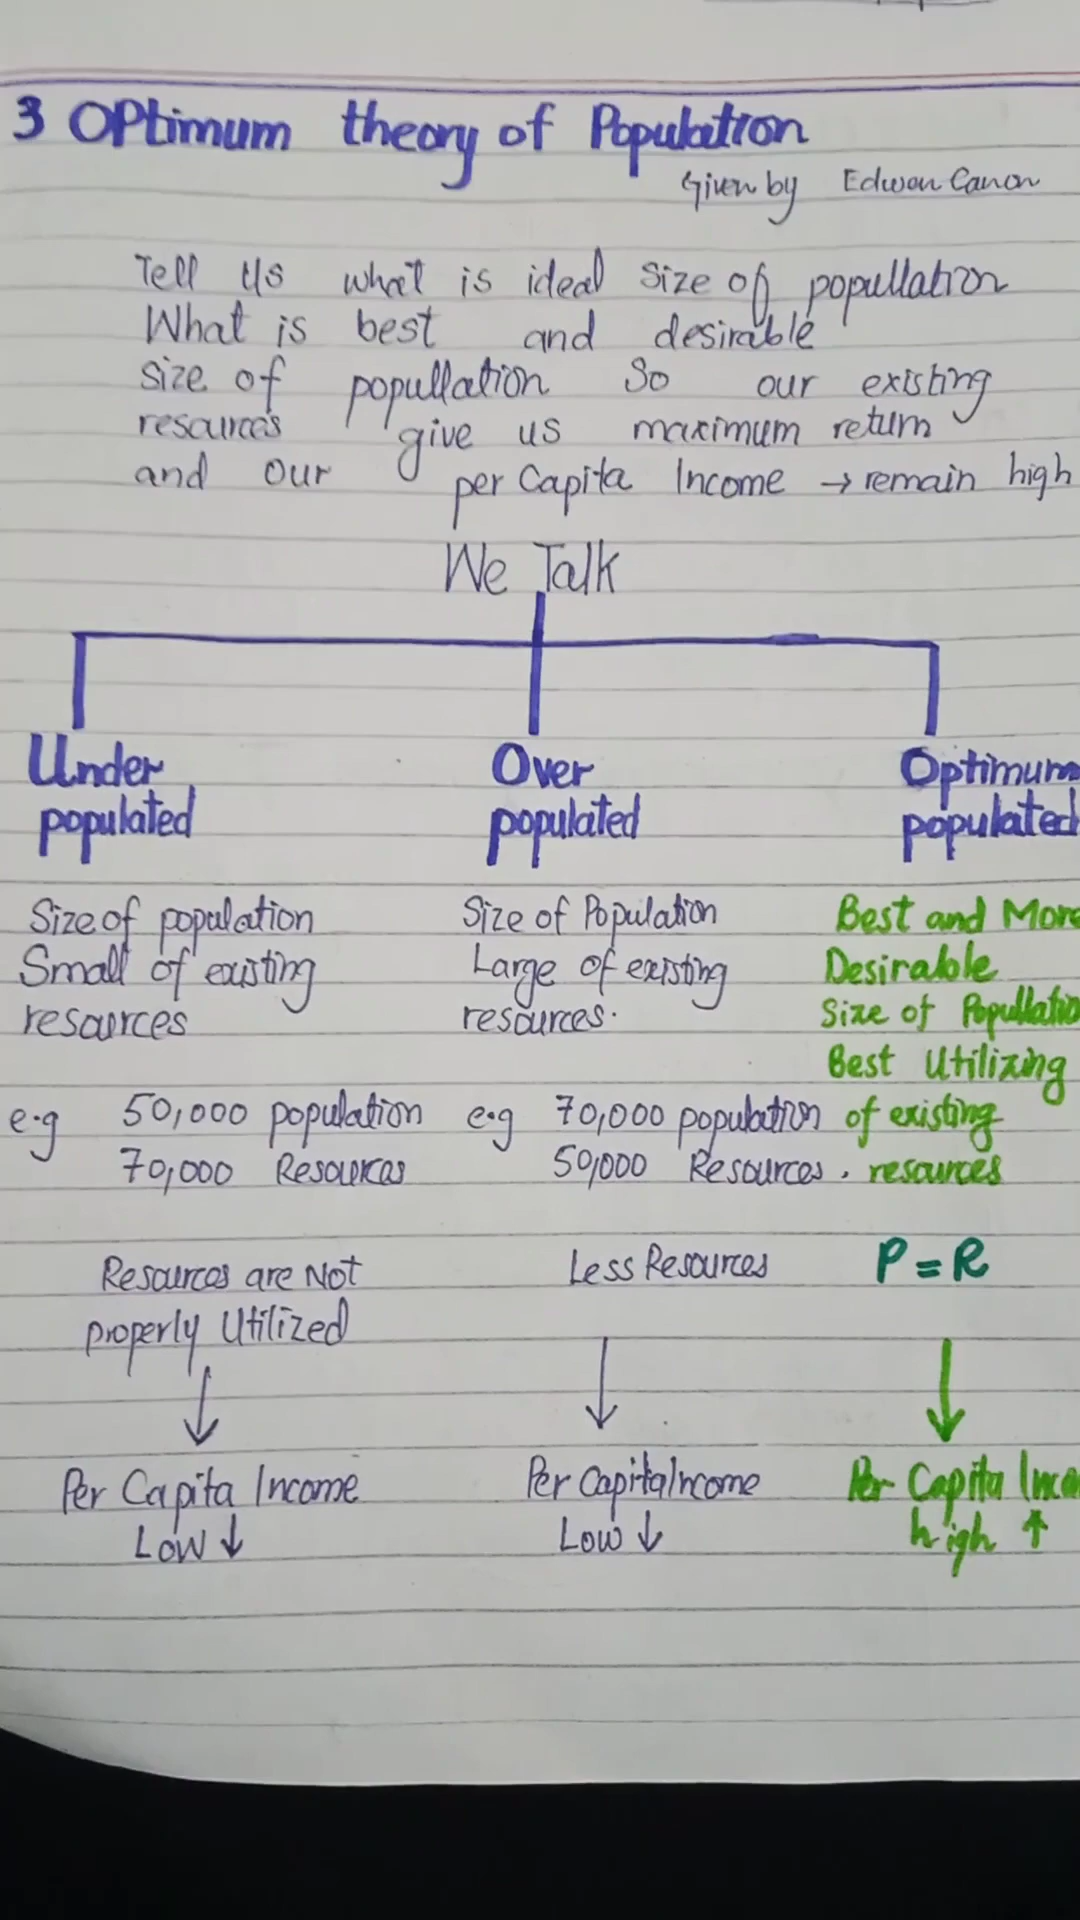 3 Optimum theory of Population
Given by Edwon Canon
Tell Us what is ideal Size of popullation
What is best and desirable
size of popullation So our existing
resources give us maximum return
and our per Capita Income → remain high
We Talk
Under populated
Size of population
Small of existing
resources
e.g 50,000 population
70,000 Resources
Resources are Not
properly Utilized
↓
Per Capita Income
Low ↓
Over populated
Size of Population
Large of existing
resources.
e.g 70,000 population
50,000 Resources.
Less Resources
↓
Per Capita Income
Low ↓
Optimum
populated
Best and More
Desirable
Size of Popullatio
Best Utilizing
of existing
resources
P = R
↓
Per Capita Inco
high ↑